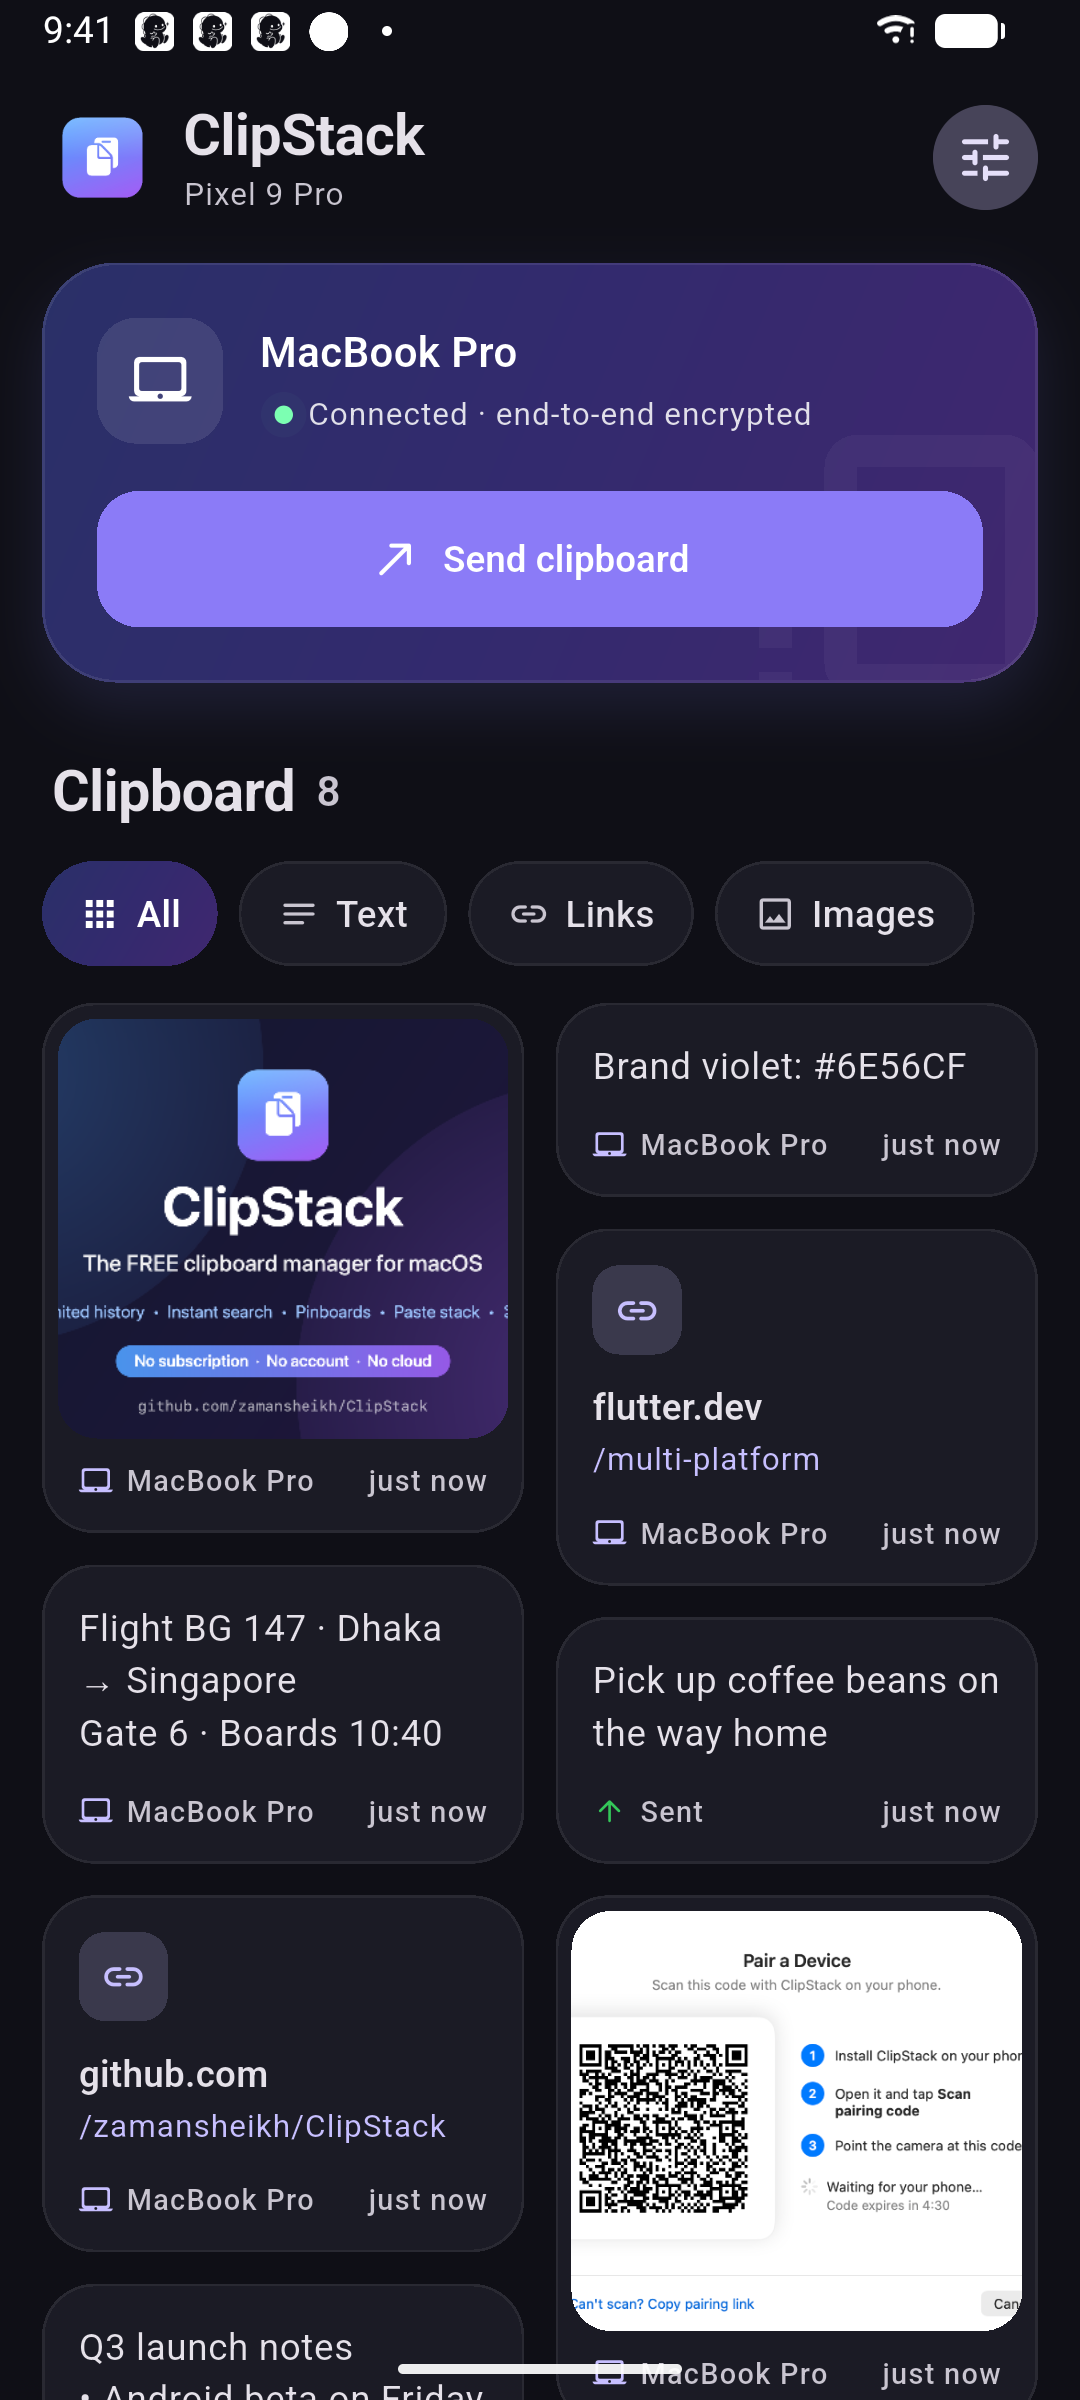 9:41
ClipStack
Pixel 9 Pro
MacBook Pro
Connected · end-to-end encrypted
Send clipboard
Clipboard 8
All
Text
Links
Images
ClipStack
The FREE clipboard manager for macOS
history • Instant search • Pinboards • Paste stack •
No subscription · No account · No cloud
github.com/zamansheikh/ClipStack
MacBook Pro just now
Brand violet: #6E56CF
MacBook Pro just now
flutter.dev
/multi-platform
MacBook Pro just now
Flight BG 147 · Dhaka
→ Singapore
Gate 6 · Boards 10:40
MacBook Pro just now
Pick up coffee beans on
the way home
Sent just now
github.com
/zamansheikh/ClipStack
MacBook Pro just now
Pair a Device
Scan this code with ClipStack on your phone.
1 Install ClipStack on your
2 Open it and tap Scan
pairing code
3 Point the camera at this code
Waiting for your phone...
Code expires in 4:30
Can't scan? Copy pairing link
MacBook Pro just now
Q3 launch notes
• Android beta on Friday